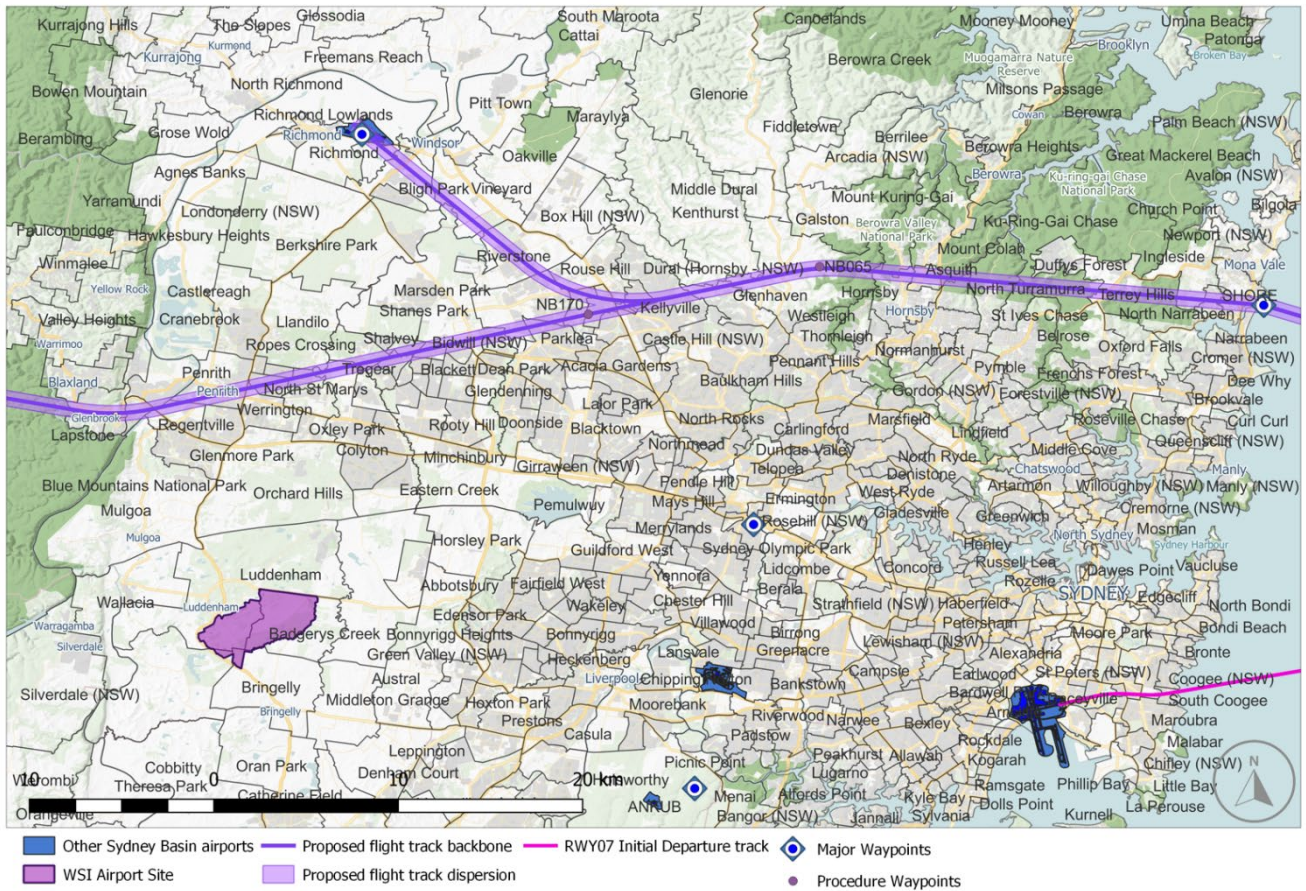 Kurrajong Hills
The Slopes
Glossodia
South Maroota
Canoelands
Mooney Mooney
Umina Beach
Kurmond
Cattai
Brooklyn
Patonga
Kurrajong
Freemans Reach
Berowra Creek
Muogamarra Nature
Reserve
Broken Bay
Bowen Mountain
North Richmond
Pitt Town
Glenorie
Milsons Passage
Richmond Lowlands
Maraylya
Cowan
Berowra
Palm Beach (NSW)
Berambing
Grose Wold
Richmond
Windsor
Fiddletown
Berrilee
Berowra Heights
Richmond
Oakville
Arcadia (NSW)
Great Mackerel Beach
Agnes Banks
Berowra
Ku-ring-gai Chase
National Park
Avalon (NSW)
Yarramundi
Bligh Park
Vineyard
Middle Dural
Mount Kuring-Gai
Bilgola
Londonderry (NSW)
Box Hill (NSW)
Kenthurst
Galston
Berowra Valley
National Park
Ku-Ring-Gai Chase
Church Point
Faulconbridge
Hawkesbury Heights
Berkshire Park
Newport (NSW)
Winmalee
Riverstone
Mount Colah
Ingleside
Rouse Hill
Dural (Hornsby - NSW)
NB065
Asquith
Duffys Forest
Mona Vale
Yellow Rock
Castlereagh
Marsden Park
Glenhaven
Hornsby
North Turramurra
Terrey Hills
SHORE
Valley Heights
Cranebrook
Llandilo
Shanes Park
NB170
Kellyville
Westleigh
Hornsby
St Ives Chase
North Narrabeen
Warrimoo
Ropes Crossing
Shalvey
Bidwill (NSW)
Parklea
Castle Hill (NSW)
Thornleigh
Normanhurst
Belrose
Oxford Falls
Narrabeen
Blaxland
Penrith
Tregear
Blackett
Dean Park
Acacia Gardens
Pennant Hills
Pymble
Frenchs Forest
Cromer (NSW)
Penrith
North St Marys
Glendenning
Baulkham Hills
Gordon (NSW)
Forestville (NSW)
Dee Why
Brookvale
Glenbrook
Werrington
Lalor Park
Lapstone
Regentville
Oxley Park
Rooty Hill
Doonside
Blacktown
North Rocks
Carlingford
Marsfield
Lindfield
Roseville Chase
Curl Curl
Glenmore Park
Colyton
Minchinbury
Northmead
Dundas Valley
North Ryde
Middle Cove
Queenscliff (NSW)
Girraween (NSW)
Telopea
Denistone
Chatswood
Manly
Blue Mountains National Park
Orchard Hills
Eastern Creek
Pemulwuy
Pendle Hill
Mays Hill
Ermington
West Ryde
Artarmon
Willoughby (NSW)
Manly (NSW)
Mulgoa
Merrylands
Rosehill (NSW)
Gladesville
Greenwich
Cremorne (NSW)
Mulgoa
Horsley Park
Guildford West
Sydney Olympic Park
Henley
North Sydney
Mosman
Sydney Harbour
Luddenham
Abbotsbury
Fairfield West
Yennora
Lidcombe
Concord
Russell Lea
Dawes Point
Vaucluse
Wallacia
Luddenham
Edensor Park
Wakeley
Chester Hill
Berala
Strathfield (NSW)
Haberfield
Rozelle
SYDNEY
Edgecliff
North Bondi
Warragamba
Badgerys Creek
Bonnyrigg Heights
Bonnyrigg
Villawood
Birrong
Petersham
Moore Park
Bondi Beach
Silverdale
Green Valley (NSW)
Heckenberg
Lansvale
Greenacre
Lewisham (NSW)
Alexandria
Bronte
Silverdale (NSW)
Bringelly
Austral
Liverpool
Bankstown
Campsie
Earlwood
St Peters (NSW)
Coogee (NSW)
Middleton Grange
Hoxton Park
Moorebank
South Coogee
Bringelly
Prestons
Riverwood
Narwee
Bexley
Maroubra
Leppington
Casula
Padstow
Rockdale
Malabar
Cobbitty
Oran Park
Denham Court
Picnic Point
Peakhurst
Allawah
Kogarah
Chifley (NSW)
Theresa Park
Catherine Field
Lugarno
Ramsgate
Phillip Bay
Little Bay
Orangeville
Menai
Alfords Point
Kyle Bay
Dolls Point
La Perouse
Bangor (NSW)
Jannali
Sylvania
Kurnell
10 0 10 20 km
N
Other Sydney Basin airports
Proposed flight track backbone
RWY07 Initial Departure track
Major Waypoints
WSI Airport Site
Proposed flight track dispersion
Procedure Waypoints